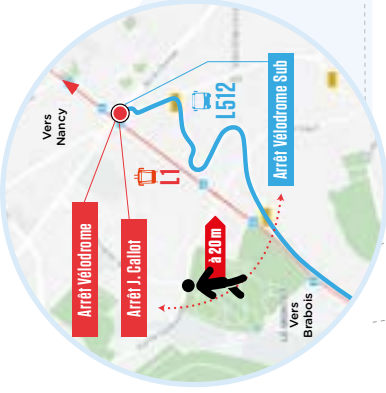 Vers
Nancy
Arrêt Vélodrome
Arrêt J. Callot
L1
L512
Arrêt Vélodrome Sub
à 20 m
Vers
Brabois